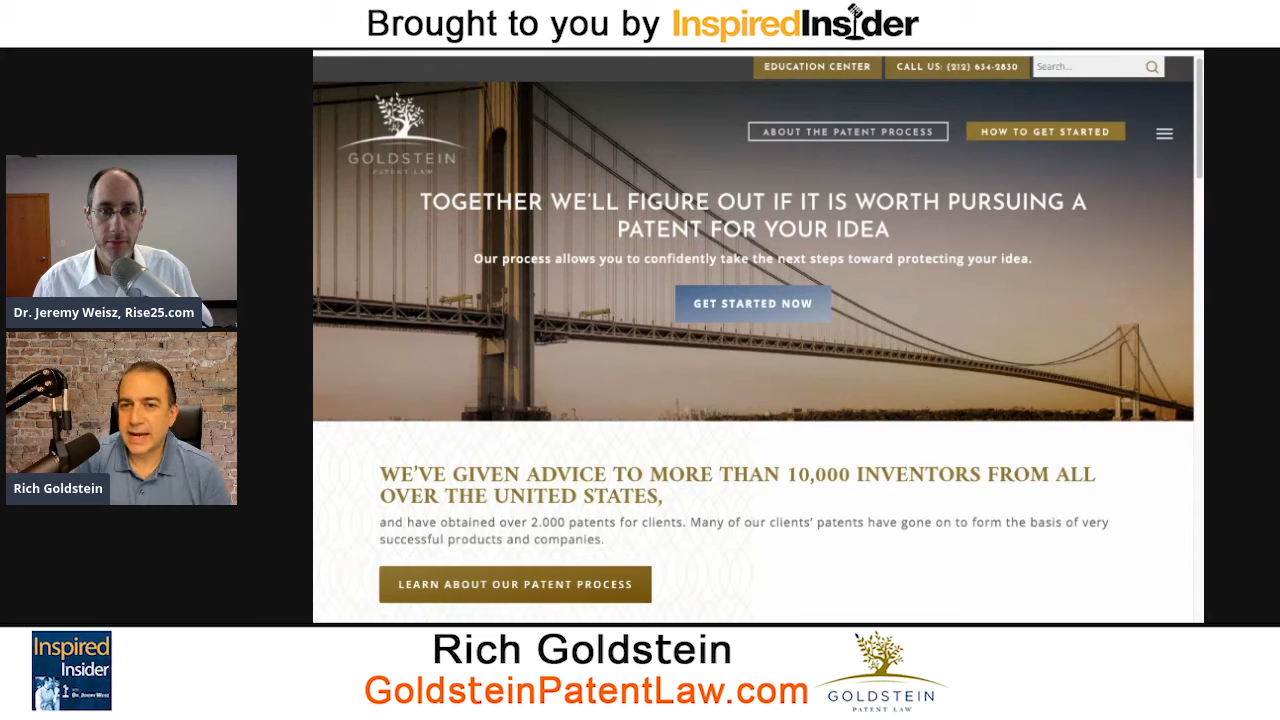 Brought to you by InspiredInsider
EDUCATION CENTER
CALL US: (212) 634-2830
Search...
GOLDSTEIN
PATENT LAW
ABOUT THE PATENT PROCESS
HOW TO GET STARTED
TOGETHER WE'LL FIGURE OUT IF IT IS WORTH PURSUING A
PATENT FOR YOUR IDEA
Our process allows you to confidently take the next steps toward protecting your idea.
GET STARTED NOW
Dr. Jeremy Weisz, Rise25.com
Rich Goldstein
WE'VE GIVEN ADVICE TO MORE THAN 10,000 INVENTORS FROM ALL
OVER THE UNITED STATES,
and have obtained over 2.000 patents for clients. Many of our clients' patents have gone on to form the basis of very
successful products and companies.
LEARN ABOUT OUR PATENT PROCESS
Inspired
Insider
WITH DR. JEREMY WEISZ
Rich Goldstein
GoldsteinPatentLaw.com
GOLDSTEIN
PATENT LAW